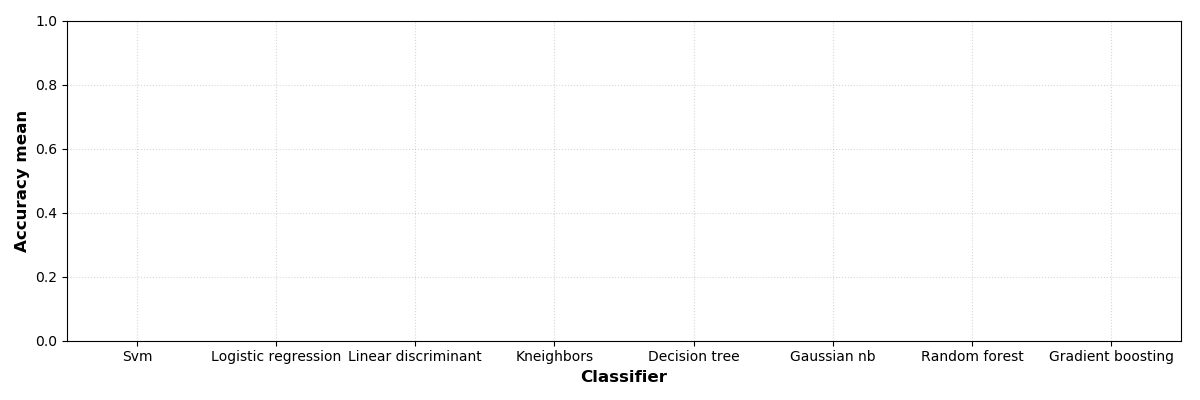 Accuracy mean
1.0
0.8
0.6
0.4
0.2
0.0
Svm Logistic regression Linear discriminant Kneighbors Decision tree Gaussian nb Random forest Gradient boosting
Classifier